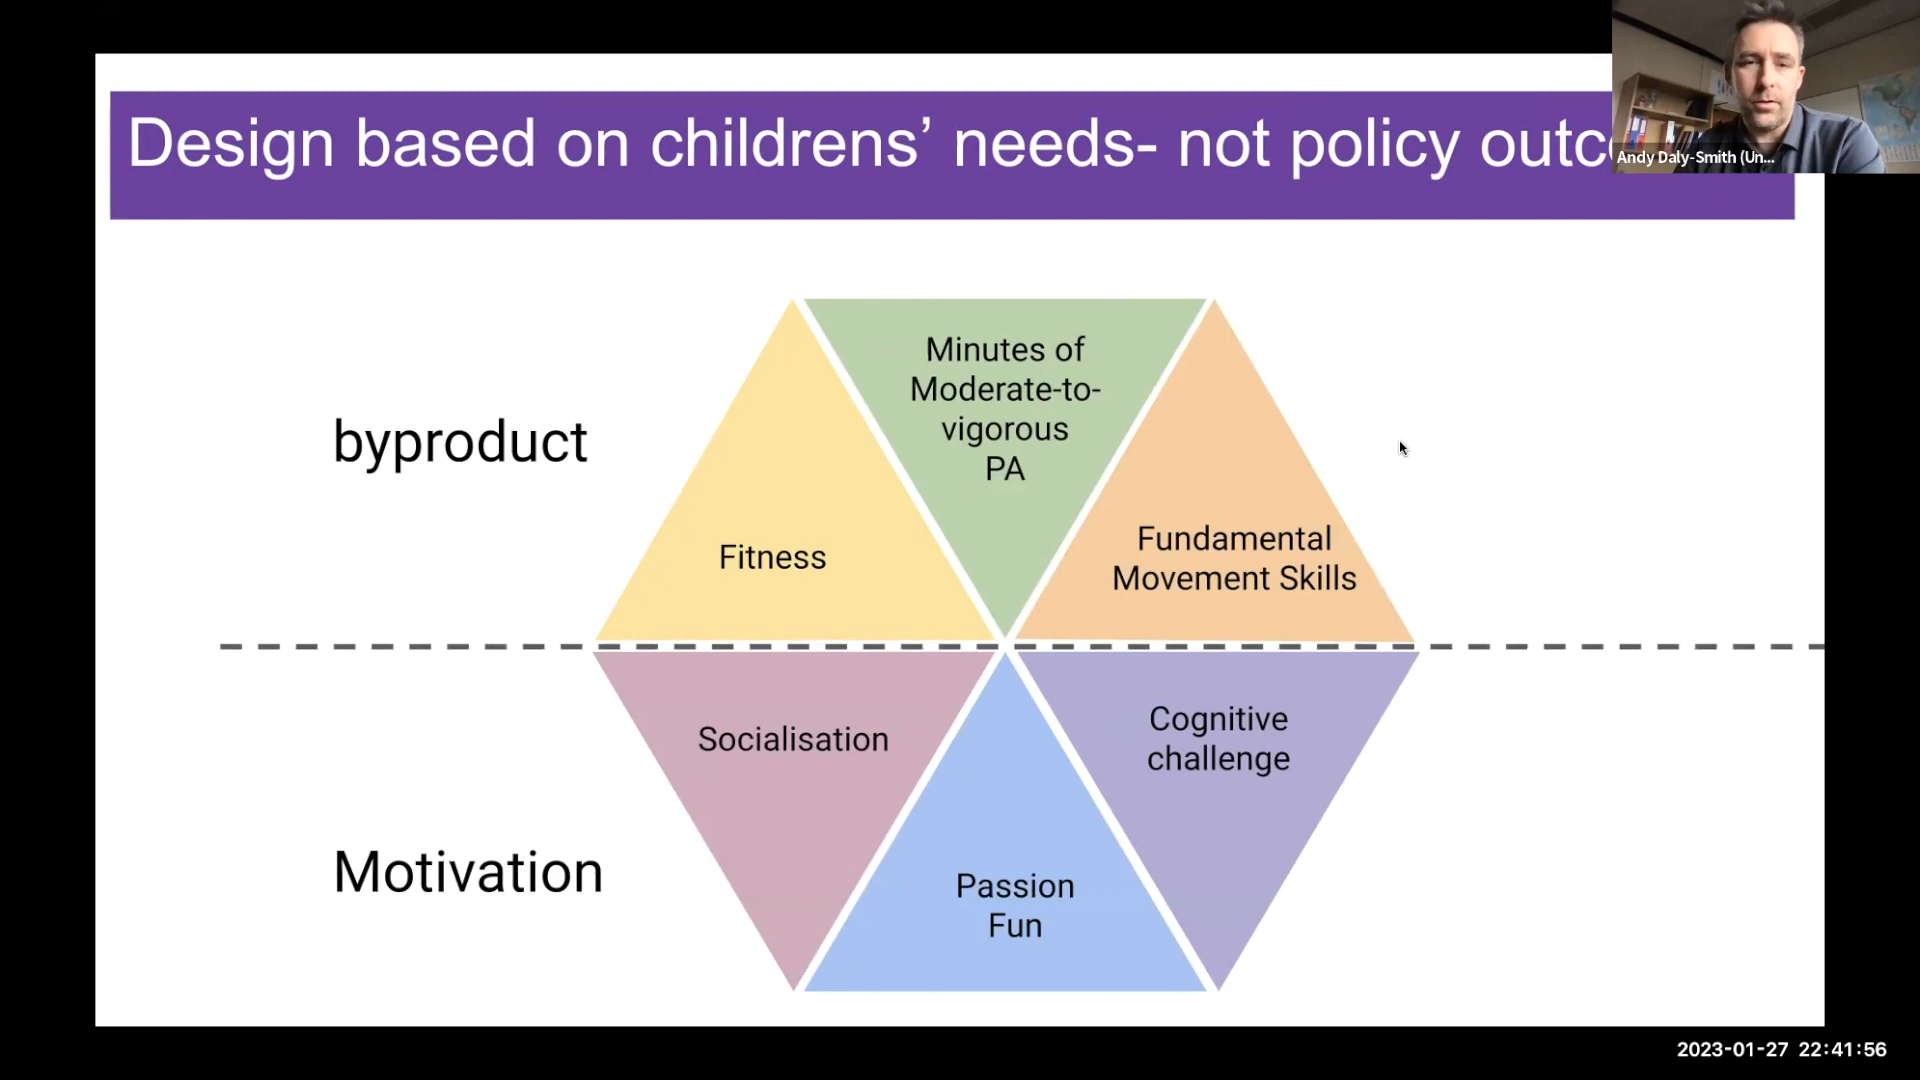 Design based on childrens’ needs- not policy outc
Andy Daly-Smith (Un...
byproduct
Minutes of
Moderate-to-
vigorous
PA
Fitness
Fundamental
Movement Skills
Socialisation
Cognitive
challenge
Motivation
Passion
Fun
2023-01-27 22:41:56